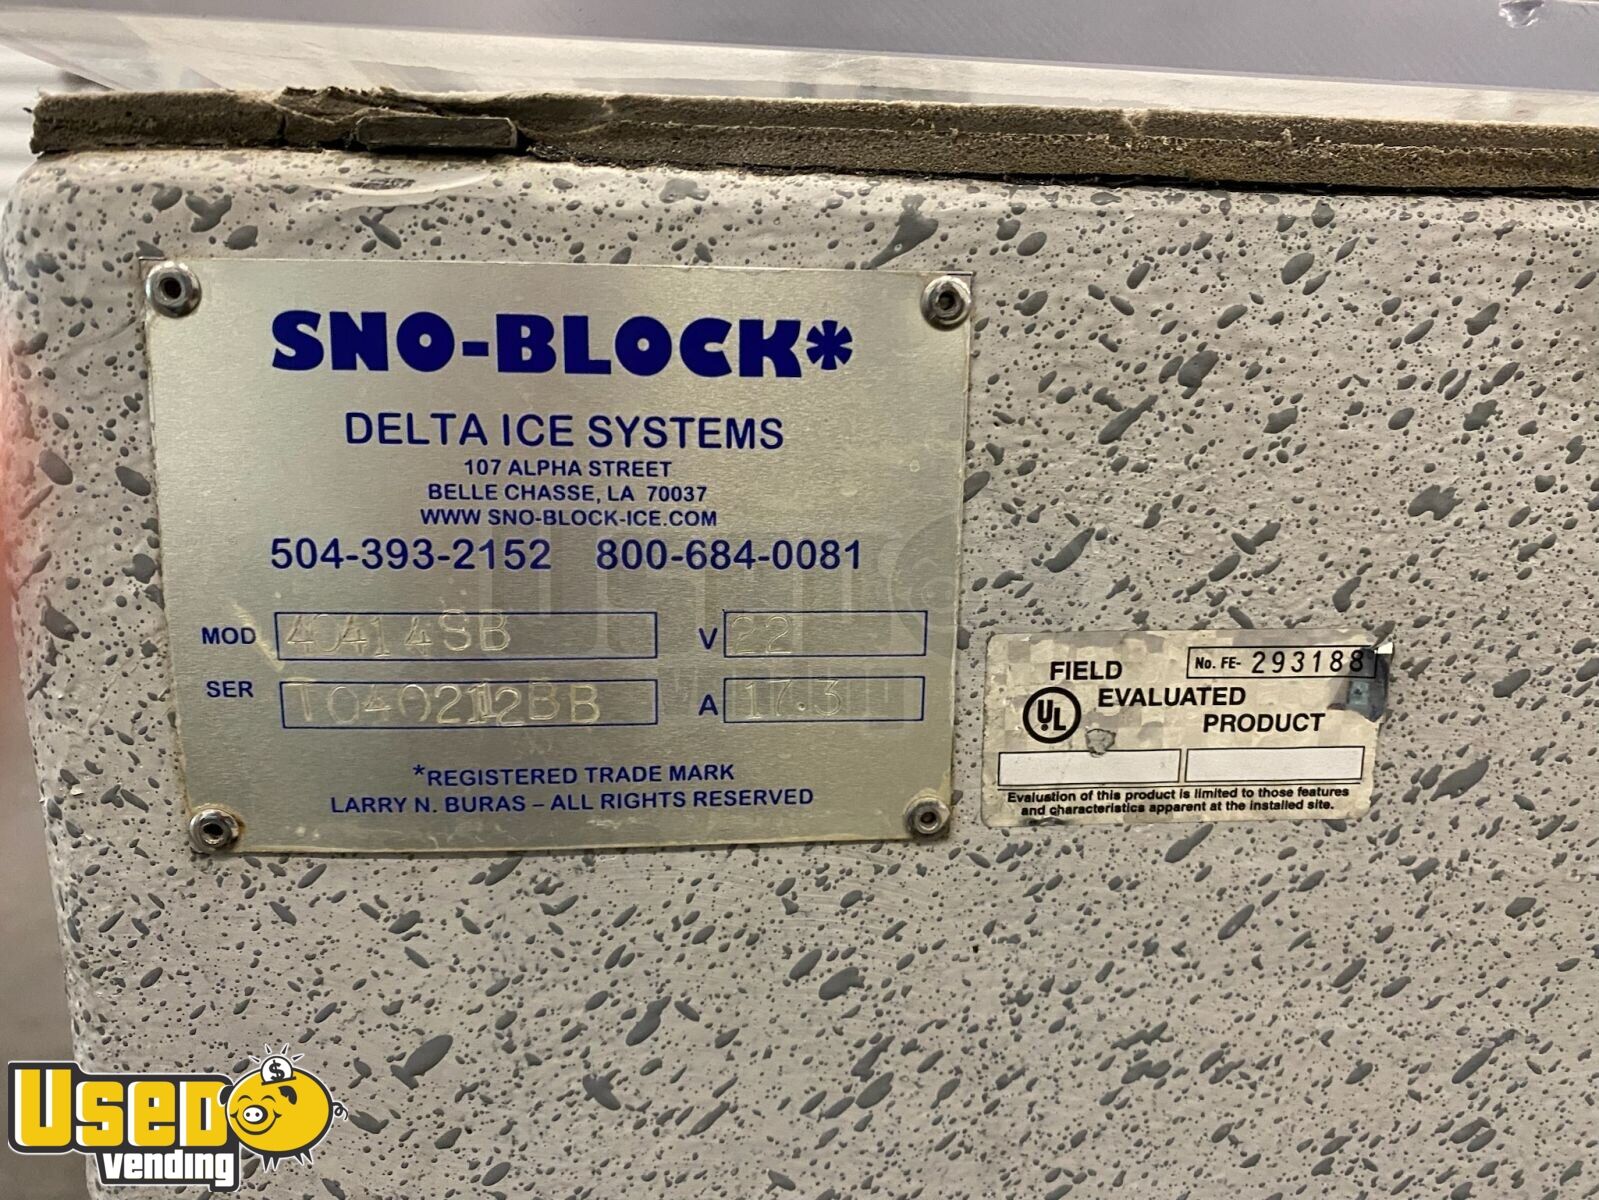 SNO-BLOCK*
DELTA ICE SYSTEMS
107 ALPHA STREET
BELLE CHASSE, LA 70037
WWW SNO-BLOCK-ICE.COM
504-393-2152 800-684-0081
MOD 40414SB V 22
SER T040212BB A 17.3
*REGISTERED TRADE MARK
LARRY N. BURAS – ALL RIGHTS RESERVED
FIELD No. FE- 293188
UL EVALUATED
PRODUCT
Evaluation of this product is limited to those features
and characteristics apparent at the installed site.
USED
vending
$